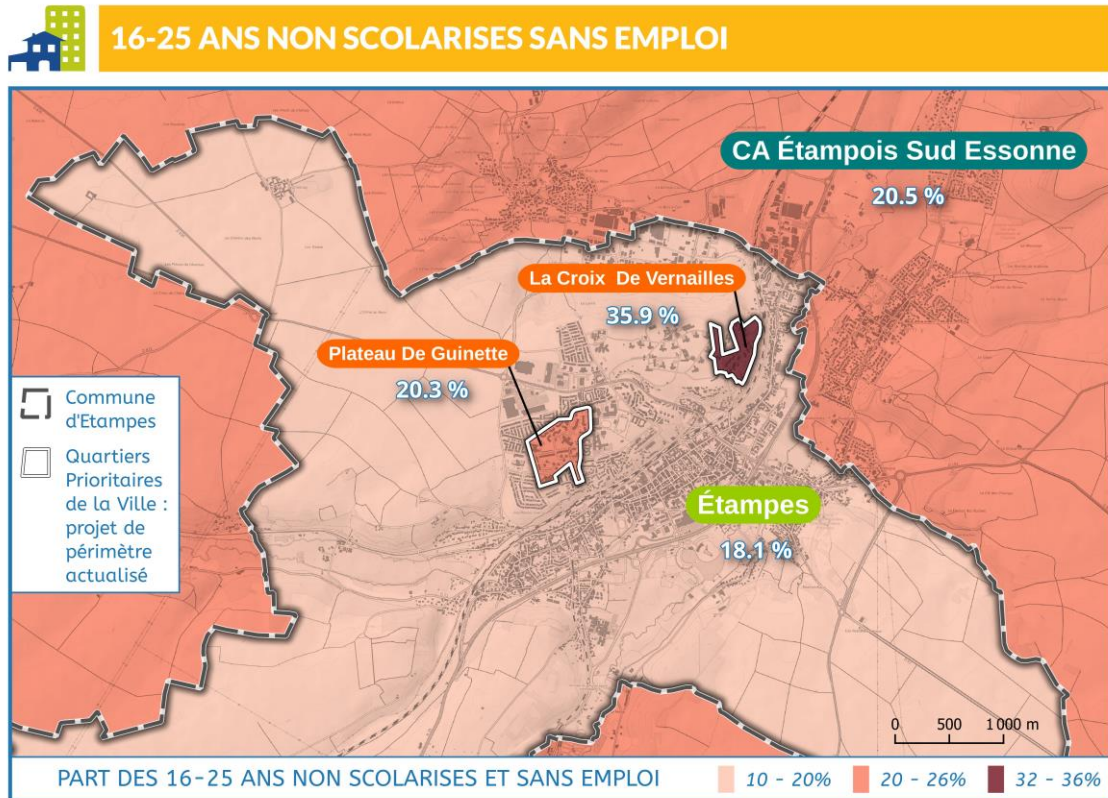 16-25 ANS NON SCOLARISES SANS EMPLOI
CA Étampois Sud Essonne
20.5 %
La Croix De Vernailles
35.9 %
Plateau De Guinette
20.3 %
Commune
d'Etampes
Quartiers
Prioritaires
de la Ville :
projet de
périmètre
actualisé
Étampes
18.1 %
0 500 1 000 m
PART DES 16-25 ANS NON SCOLARISES ET SANS EMPLOI 10 - 20% 20 - 26% 32 - 36%